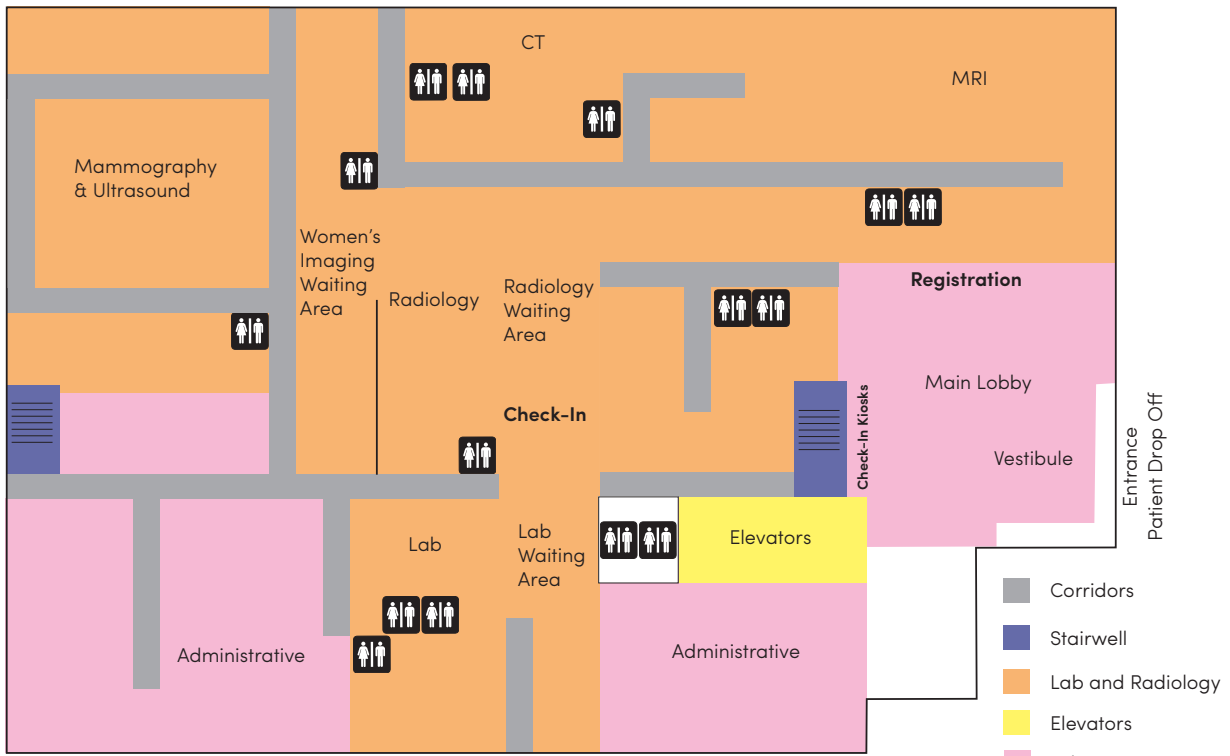 CT
MRI
Mammography
& Ultrasound
Women's
Imaging
Waiting
Area
Radiology
Radiology
Waiting
Area
Registration
Main Lobby
Check-In
Check-In Kiosks
Vestibule
Entrance
Patient Drop Off
Lab
Lab
Waiting
Area
Elevators
Administrative
Administrative
Corridors
Stairwell
Lab and Radiology
Elevators